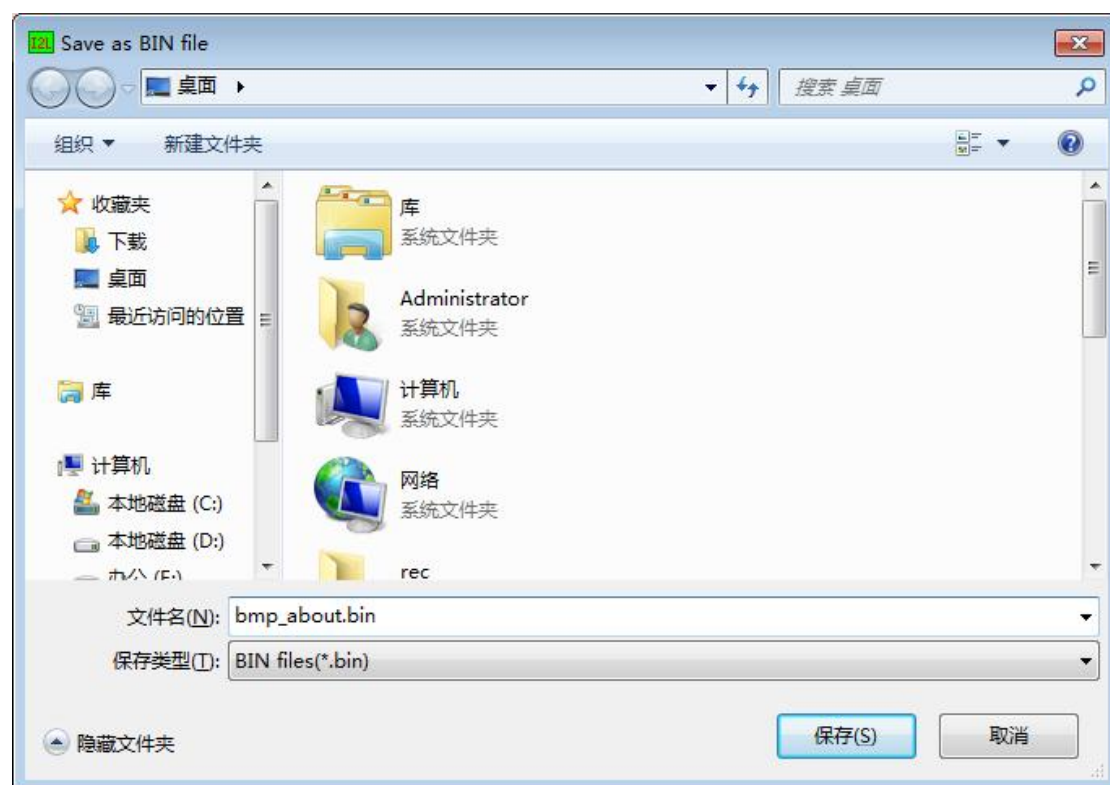 I2L Save as BIN file
桌面
搜索 桌面
组织 新建文件夹
收藏夹
下载
桌面
最近访问的位置
库
计算机
本地磁盘 (C:)
本地磁盘 (D:)
办公 (E:)
库
系统文件夹
Administrator
系统文件夹
计算机
系统文件夹
网络
系统文件夹
rec
文件名(N): bmp_about.bin
保存类型(T): BIN files(*.bin)
隐藏文件夹
保存(S) 取消